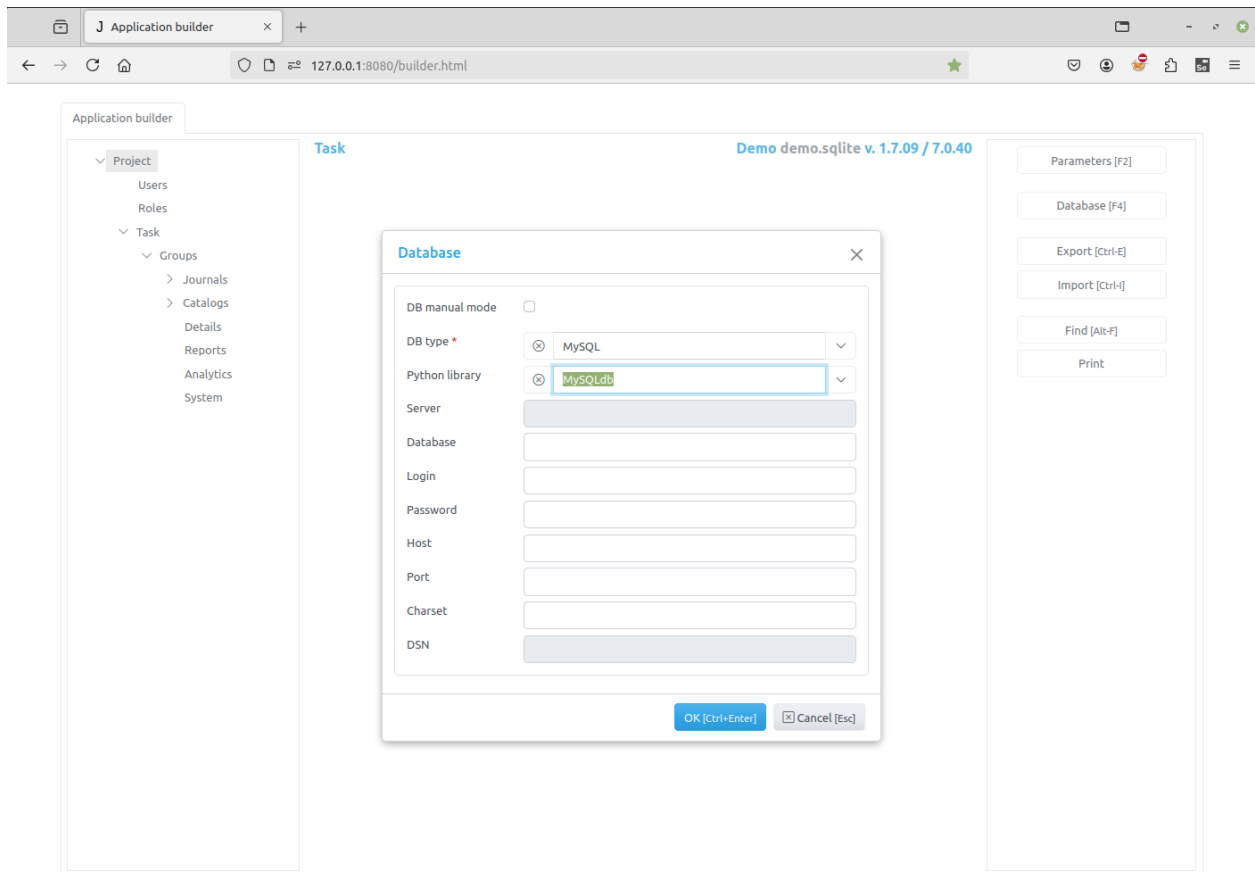 J Application builder
127.0.0.1:8080/builder.html
Se
Application builder
Project
Users
Roles
Task
Groups
Journals
Catalogs
Details
Reports
Analytics
System
Task
Demo demo.sqlite v. 1.7.09 / 7.0.40
Parameters [F2]
Database [F4]
Export [Ctrl-E]
Import [Ctrl-I]
Find [Alt-F]
Print
Database
DB manual mode
DB type * MySQL
Python library MySQLdb
Server
Database
Login
Password
Host
Port
Charset
DSN
OK [Ctrl+Enter] Cancel [Esc]